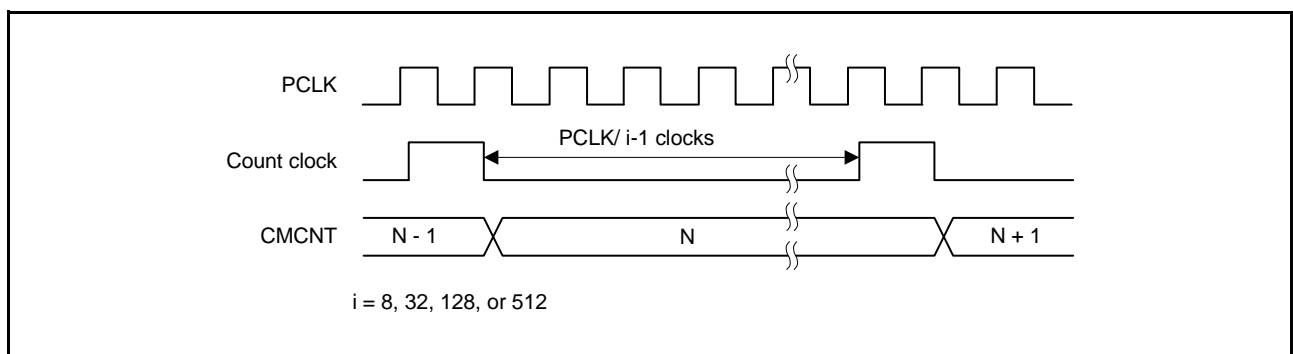 PCLK
PCLK/ i-1 clocks
Count clock
CMCNT
N - 1
N
N + 1
i = 8, 32, 128, or 512